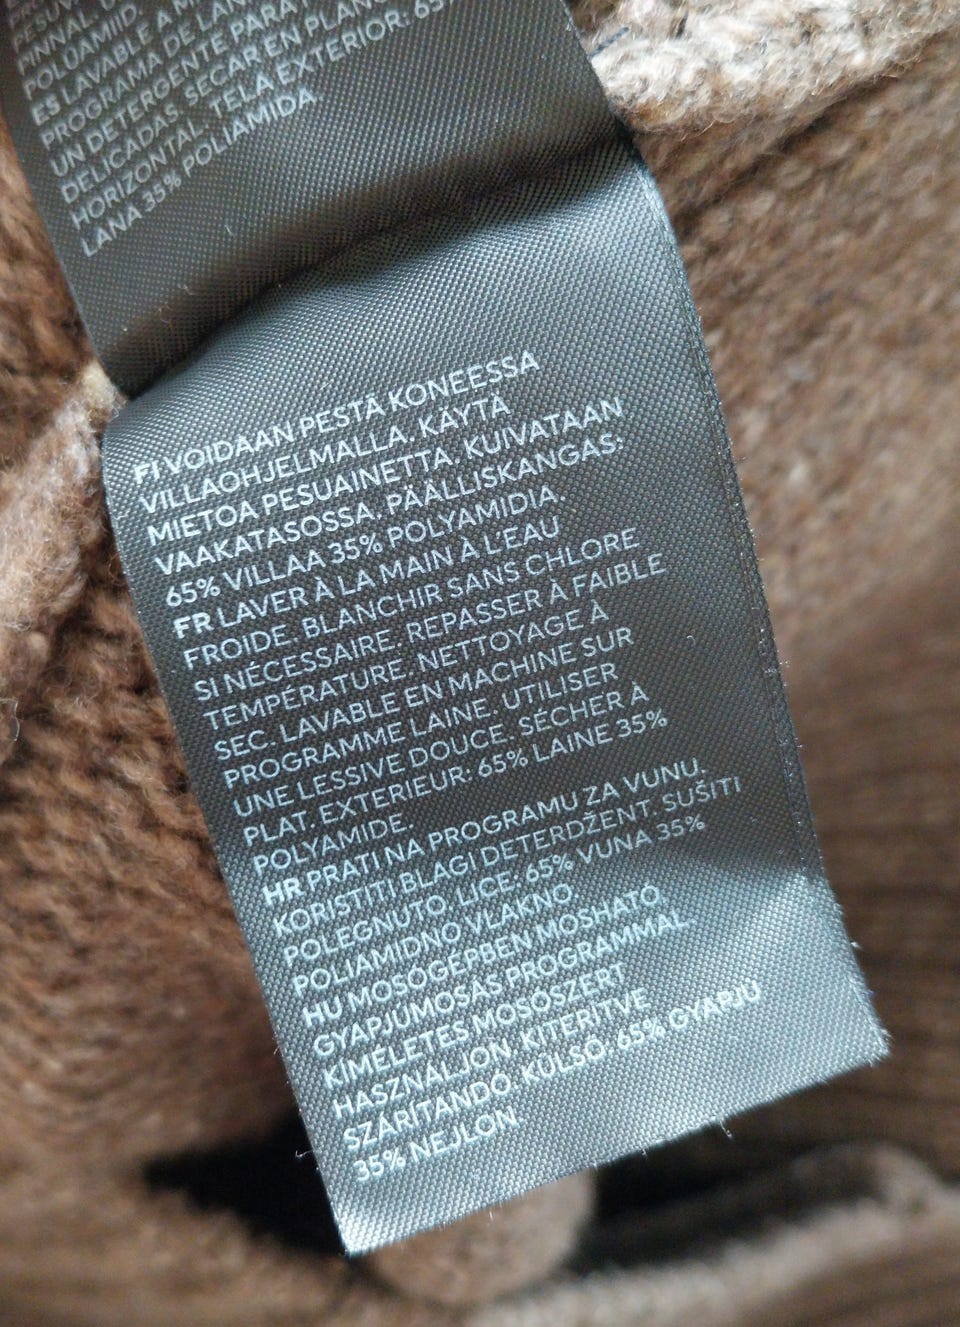 PINNAL. 
POLÜAMIID.
ES LAVABLE A
PROGRAMA DE LAN
UN DETERGENTE PARA
DELICADAS. SECAR EN PLANO
HORIZONTAL. TELA EXTERIOR: 65
LANA 35% POLIAMIDA.
FI VOIDAAN PESTÄ KONEESSA
VILLAOHJELMALLA. KÄYTÄ
MIETOA PESUAINETTA. KUIVATAAN
VAAKATASOSSA. PÄÄLLISKANGAS:
65% VILLAA 35% POLYAMIDIA.
FR LAVER À LA MAIN À L'EAU
FROIDE. BLANCHIR SANS CHLORE
SI NÉCESSAIRE. REPASSER À FAIBLE
TEMPÉRATURE. NETTOYAGE À
SEC. LAVABLE EN MACHINE SUR
PROGRAMME LAINE. UTILISER
UNE LESSIVE DOUCE. SÉCHER À
PLAT. EXTERIEUR: 65% LAINE 35%
POLYAMIDE.
HR PRATI NA PROGRAMU ZA VUNU.
KORISTITI BLAGI DETERDŽENT. SUŠITI
POLEGNUTO. LICE: 65% VUNA 35%
POLIAMIDNO VLAKNO.
HU MOSÓGÉPBEN MOSHATÓ,
GYAPJÚMOSÁS PROGRAMMAL.
KÍMÉLETES MOSÓSZERT
HASZNÁLJON. KITERÍTVE
SZÁRÍTANDÓ. KÜLSŐ: 65% GYAPJÚ
35% NEJLON.